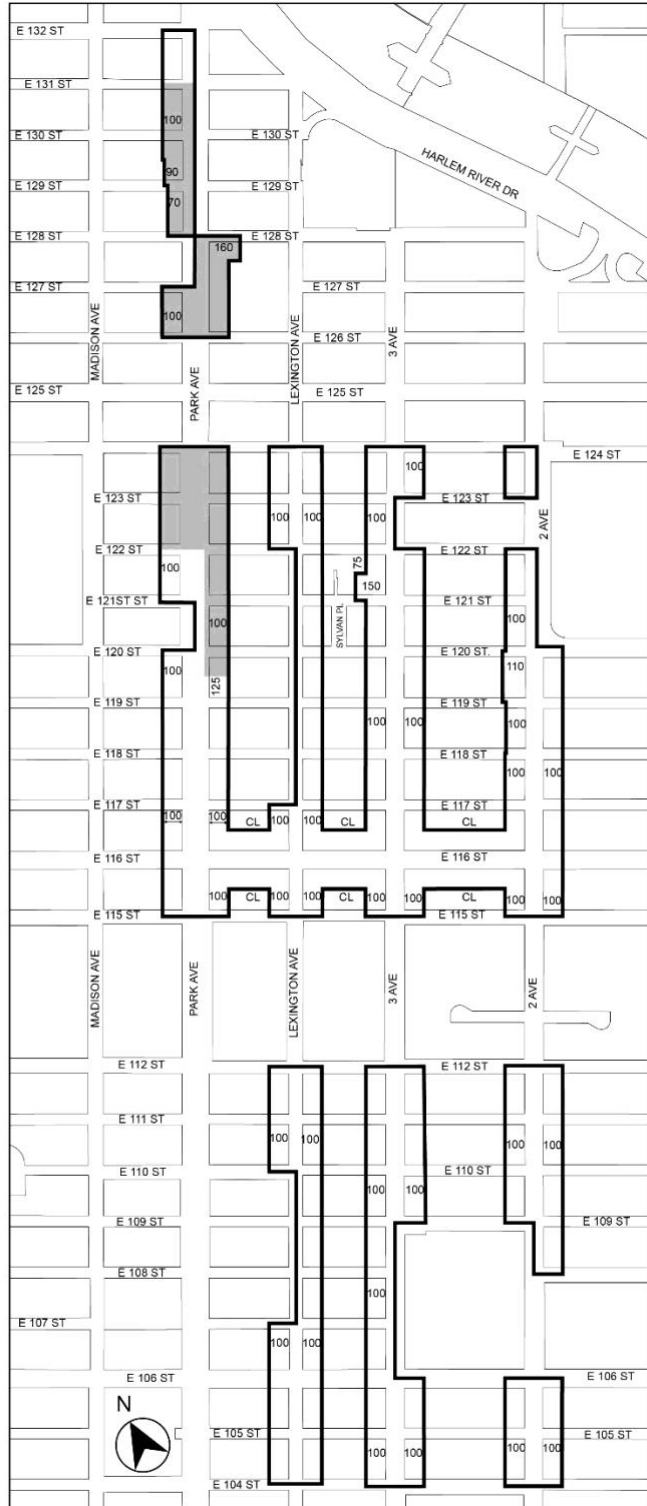 E 132 ST
E 131 ST
100
E 130 ST
E 130 ST
HARLEM RIVER DR
90
E 129 ST
E 129 ST
70
E 128 ST
160
E 128 ST
E 127 ST
E 127 ST
100
MADISON AVE
PARK AVE
LEXINGTON AVE
3 AVE
E 126 ST
E 125 ST
E 125 ST
E 124 ST
100
E 123 ST
E 123 ST
100
100
100
2 AVE
E 122 ST
E 122 ST
100
75
150
E 121ST ST
E 121 ST
100
SYLVAN PL
100
E 120 ST
E 120 ST.
100
125
110
E 119 ST
E 119 ST
100
100
100
E 118 ST
E 118 ST
100
100
E 117 ST
E 117 ST
100
100
CL
100
100
CL
CL
E 116 ST
E 116 ST
100
CL
100
100
CL
100
100
CL
100
100
E 115 ST
E 115 ST
MADISON AVE
PARK AVE
LEXINGTON AVE
3 AVE
2 AVE
E 112 ST
E 112 ST
E 111 ST
100
100
100
100
E 110 ST
E 110 ST
100
100
E 109 ST
E 109 ST
100
100
E 108 ST
100
E 107 ST
100
100
E 106 ST
E 106 ST
N
E 105 ST
E 105 ST
100
100
100
100
E 104 ST